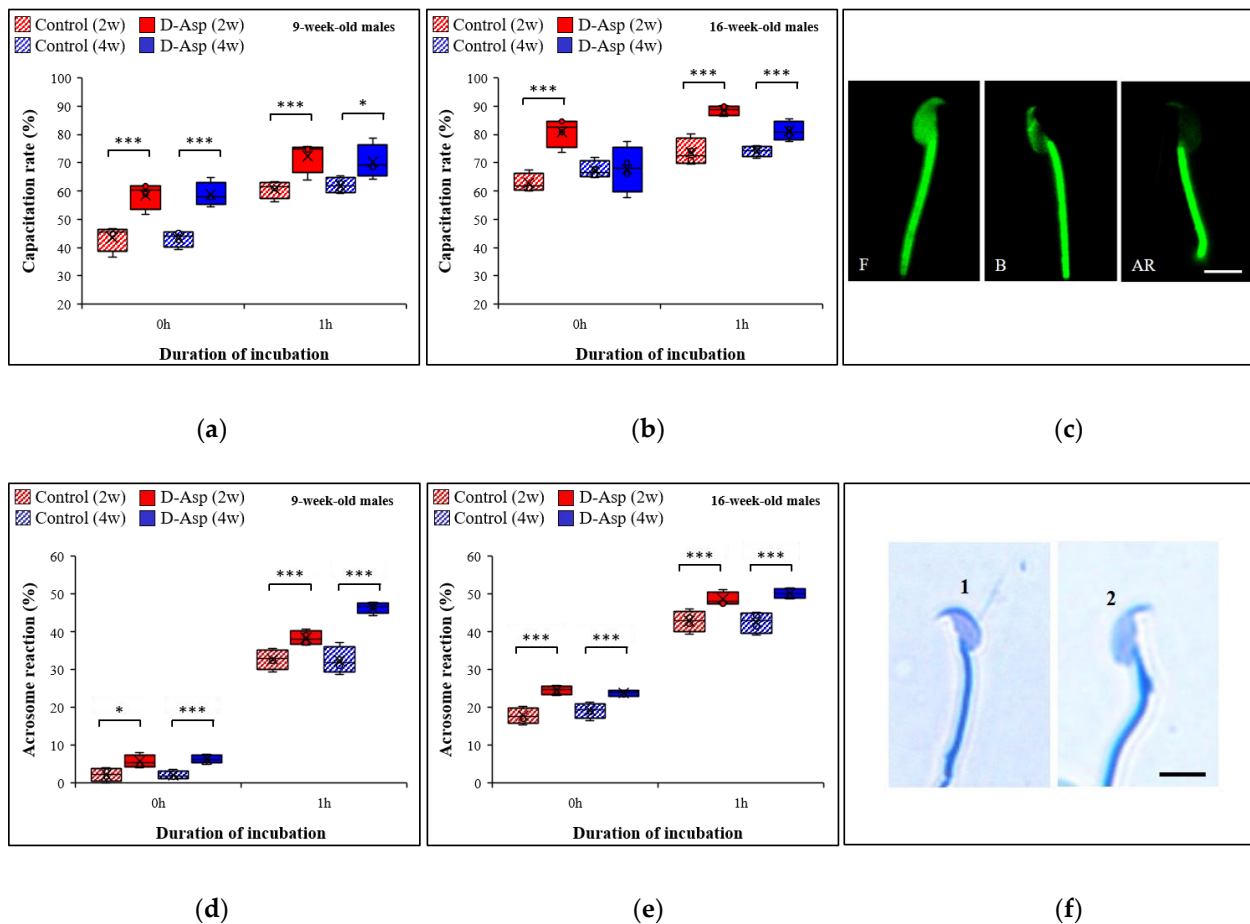 Control (2w) D-Asp (2w) 9-week-old males
Control (4w) D-Asp (4w)
Capacitation rate (%)
100
90
80
70
60
50
40
30
20
*** *** *** *
0h 1h
Duration of incubation
(a)
Control (2w) D-Asp (2w) 16-week-old males
Control (4w) D-Asp (4w)
Capacitation rate (%)
100
90
80
70
60
50
40
30
20
*** *** ***
0h 1h
Duration of incubation
(b)
F B AR
(c)
Control (2w) D-Asp (2w) 9-week-old males
Control (4w) D-Asp (4w)
Acrosome reaction (%)
60
50
40
30
20
10
0
* *** *** ***
0h 1h
Duration of incubation
(d)
Control (2w) D-Asp (2w) 16-week-old males
Control (4w) D-Asp (4w)
Acrosome reaction (%)
60
50
40
30
20
10
0
*** *** *** ***
0h 1h
Duration of incubation
(e)
1 2
(f)